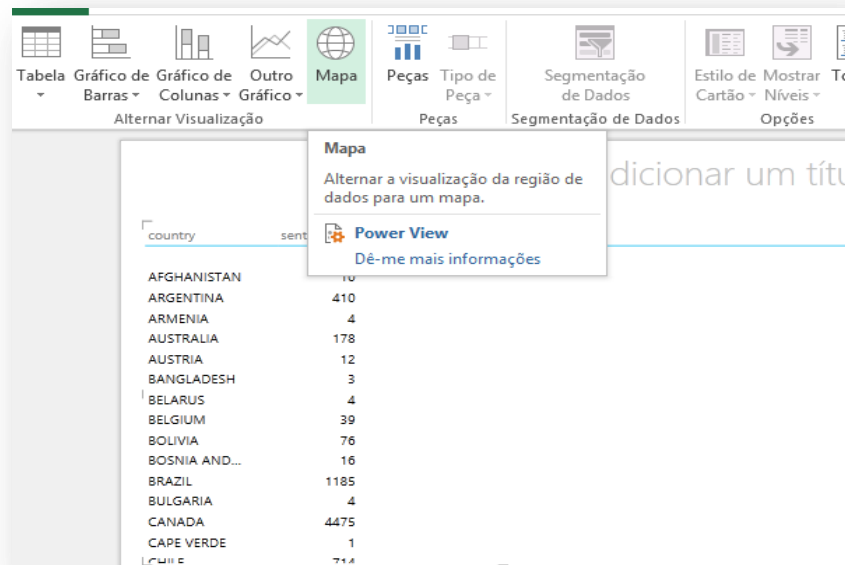 Tabela Gráfico de Gráfico de Outro Mapa Peças Tipo de Segmentação Estilo de Mostrar
Barras Colunas Gráfico Peça de Dados Cartão Níveis
Alternar Visualização Peças Segmentação de Dados Opções
Mapa
Alternar a visualização da região de
dados para um mapa.
Power View
Dê-me mais informações
country
AFGHANISTAN 10
ARGENTINA 410
ARMENIA 4
AUSTRALIA 178
AUSTRIA 12
BANGLADESH 3
BELARUS 4
BELGIUM 39
BOLIVIA 76
BOSNIA AND... 16
BRAZIL 1185
BULGARIA 4
CANADA 4475
CAPE VERDE 1
CHILE 714